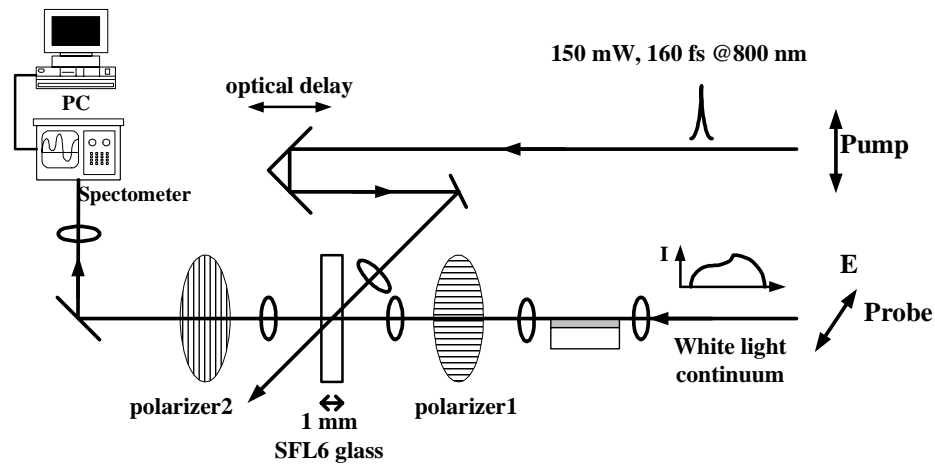 150 mW, 160 fs @800 nm
optical delay
PC
Pump
Spectometer
I
E
Probe
White light
continuum
polarizer2
polarizer1
1 mm
SFL6 glass